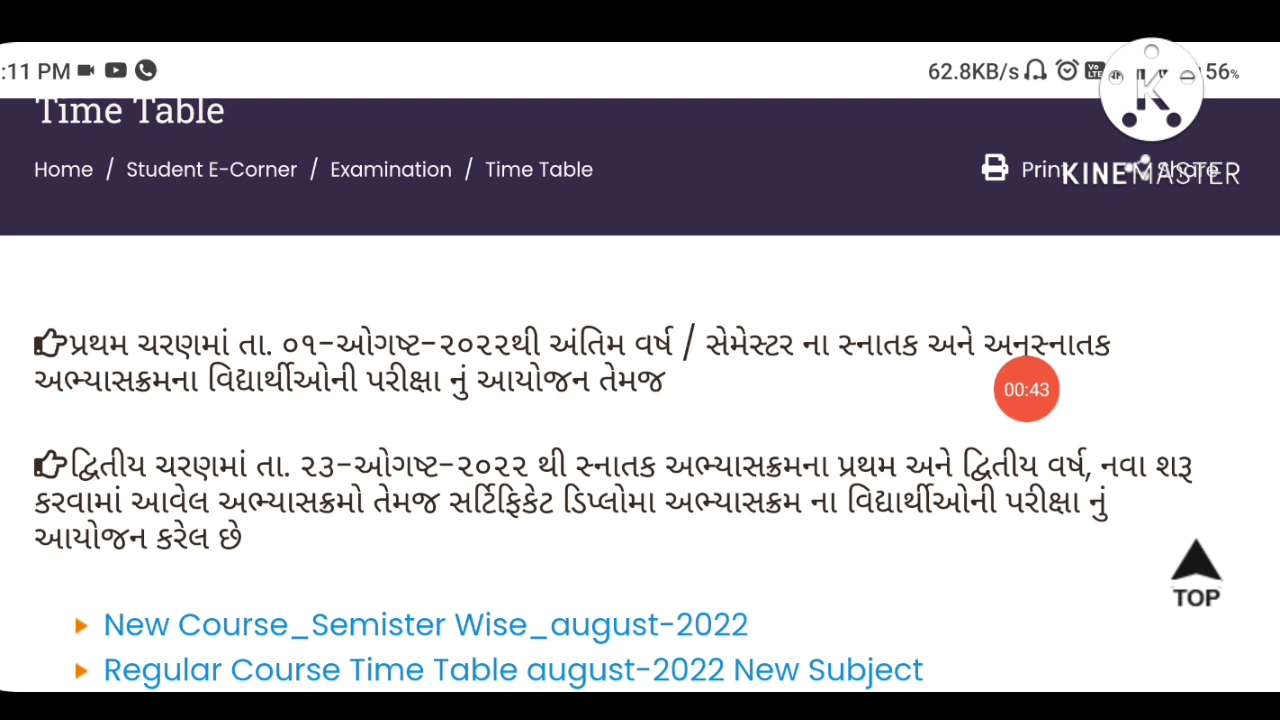 :11 PM 62.8KB/s 56%
Time Table
Home / Student E-Corner / Examination / Time Table Print Share
KINEMASTER
👉પ્રથમ ચરણમાં તા. ૦૧-ઓગષ્ટ-૨૦૨૨થી અંતિમ વર્ષ / સેમેસ્ટર ના સ્નાતક અને અનુસ્નાતક
અભ્યાસક્રમના વિદ્યાર્થીઓની પરીક્ષા નું આયોજન તેમજ
00:43
👉દ્વિતીય ચરણમાં તા. ૨૩-ઓગષ્ટ-૨૦૨૨ થી સ્નાતક અભ્યાસક્રમના પ્રથમ અને દ્વિતીય વર્ષ, નવા શરૂ
કરવામાં આવેલ અભ્યાસક્રમો તેમજ સર્ટિફિકેટ ડિપ્લોમા અભ્યાસક્રમ ના વિદ્યાર્થીઓની પરીક્ષા નું
આયોજન કરેલ છે
TOP
New Course_Semister Wise_august-2022
Regular Course Time Table august-2022 New Subject